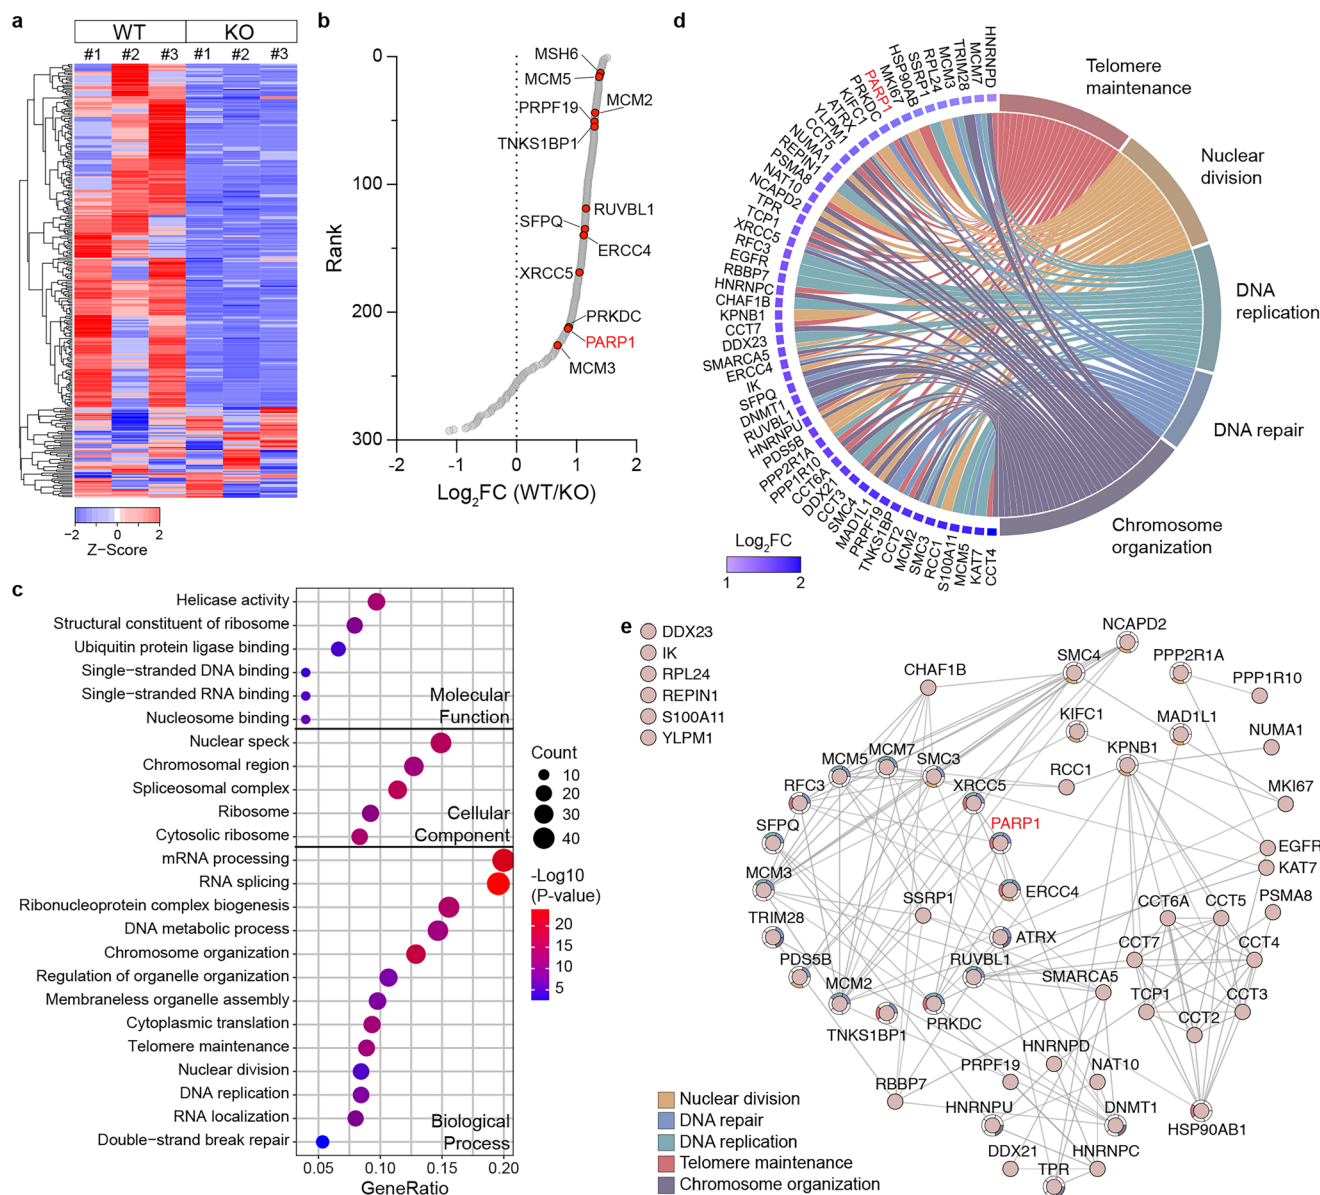 a
WT
KO
#1
#2
#3
#1
#2
#3
−2
0
2
Z−Score
b
0
100
200
300
Rank
-2
-1
0
1
2
Log2FC (WT/KO)
MSH6
MCM5
MCM2
PRPF19
TNKS1BP1
RUVBL1
SFPQ
ERCC4
XRCC5
PRKDC
PARP1
MCM3
d
HNRNPD
MCM7
TRIM28
MCM3
RPL24
SSRP1
HSP90AB
MKI67
PARP1
PRKDC
KIFC1
ATRX
YLPM1
CCT5
NUMA1
REPIN1
PSMA8
NAT10
NCAPD2
TPR
TCP1
XRCC5
RFC3
EGFR
RBBP7
HNRNPC
CHAF1B
KPNB1
CCT7
DDX23
SMARCA5
ERCC4
IK
SFPQ
DNMT1
RUVBL1
HNRNPU
PDS5B
PPP2R1A
PPP1R10
CCT6A
DDX21
CCT3
SMC4
MAD1L1
PRPF19
TNKS1BP
CCT2
MCM2
SMC3
RCC1
S100A11
MCM5
KAT7
CCT4
Telomere
maintenance
Nuclear
division
DNA
replication
DNA repair
Chromosome
organization
Log2FC
1
2
c
Helicase activity
Structural constituent of ribosome
Ubiquitin protein ligase binding
Single−stranded DNA binding
Single−stranded RNA binding
Nucleosome binding
Molecular
Function
Nuclear speck
Chromosomal region
Spliceosomal complex
Ribosome
Cytosolic ribosome
Cellular
Component
mRNA processing
RNA splicing
Ribonucleoprotein complex biogenesis
DNA metabolic process
Chromosome organization
Regulation of organelle organization
Membraneless organelle assembly
Cytoplasmic translation
Telomere maintenance
Nuclear division
DNA replication
RNA localization
Double−strand break repair
Biological
Process
0.05
0.10
0.15
0.20
GeneRatio
Count
10
20
30
40
-Log10
(P-value)
20
15
10
5
e
DDX23
IK
RPL24
REPIN1
S100A11
YLPM1
NCAPD2
SMC4
PPP2R1A
CHAF1B
PPP1R10
KIFC1
MAD1L1
NUMA1
KPNB1
MCM7
MCM5
SMC3
RCC1
RFC3
XRCC5
MKI67
SFPQ
PARP1
EGFR
KAT7
MCM3
ERCC4
SSRP1
CCT6A
CCT5
PSMA8
TRIM28
ATRX
CCT7
CCT4
PDS5B
RUVBL1
SMARCA5
MCM2
TCP1
CCT3
TNKS1BP1
PRKDC
CCT2
HNRNPD
PRPF19
NAT10
RBBP7
HNRNPU
DNMT1
HSP90AB1
DDX21
HNRNPC
TPR
Nuclear division
DNA repair
DNA replication
Telomere maintenance
Chromosome organization